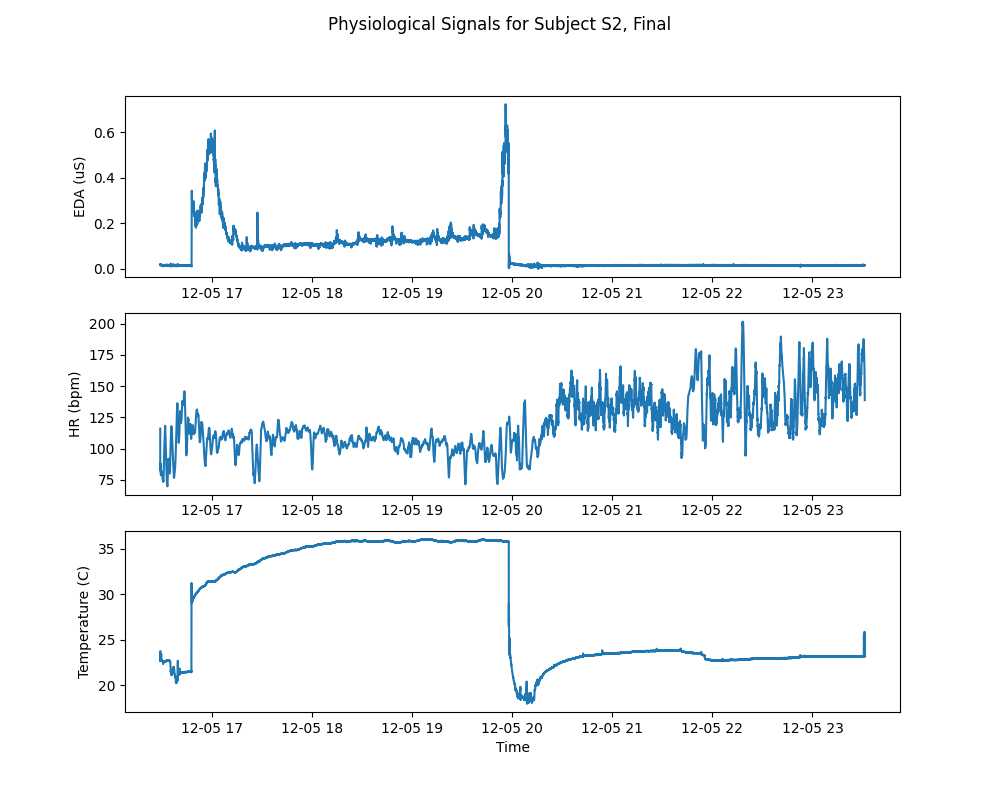 Physiological Signals for Subject S2, Final
EDA (uS)
0.6
0.4
0.2
0.0
12-05 17 12-05 18 12-05 19 12-05 20 12-05 21 12-05 22 12-05 23
HR (bpm)
200
175
150
125
100
75
12-05 17 12-05 18 12-05 19 12-05 20 12-05 21 12-05 22 12-05 23
Temperature (C)
35
30
25
20
12-05 17 12-05 18 12-05 19 12-05 20 12-05 21 12-05 22 12-05 23
Time